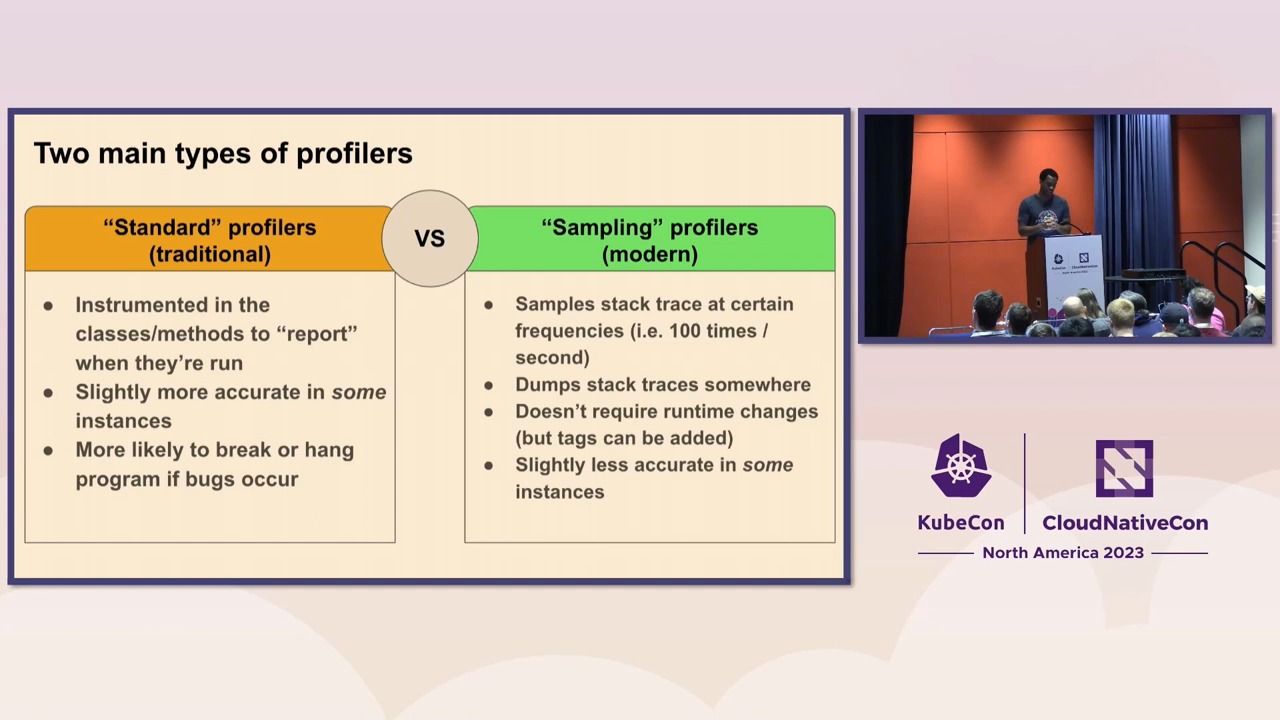 Two main types of profilers
“Standard” profilers
(traditional)
VS
“Sampling” profilers
(modern)
● Instrumented in the
classes/methods to “report”
when they’re run
● Slightly more accurate in some
instances
● More likely to break or hang
program if bugs occur
● Samples stack trace at certain
frequencies (i.e. 100 times /
second)
● Dumps stack traces somewhere
● Doesn’t require runtime changes
(but tags can be added)
● Slightly less accurate in some
instances
KubeCon
CloudNativeCon
North America 2023